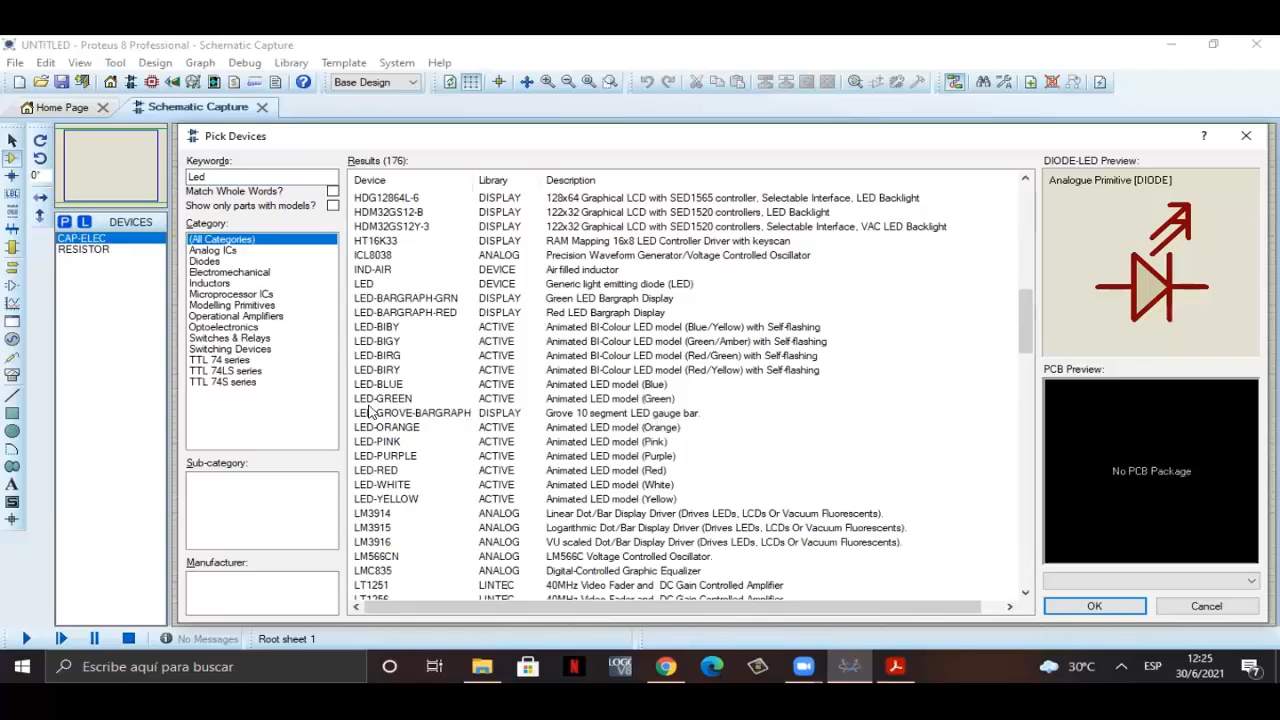 UNTITLED - Proteus 8 Professional - Schematic Capture
File Edit View Tool Design Graph Debug Library Template System Help
Base Design
Home Page Schematic Capture
Pick Devices
Keywords:
Led
Match Whole Words?
Show only parts with models?
Category:
(All Categories)
Analog ICs
Diodes
Electromechanical
Inductors
Microprocessor ICs
Modelling Primitives
Operational Amplifiers
Optoelectronics
Switches & Relays
Switching Devices
TTL 74 series
TTL 74LS series
TTL 74S series
Sub-category:
Manufacturer:
0°
LBL
P L DEVICES
CAP-ELEC
RESISTOR
Results (176):
Device Library Description
HDG12864L-6 DISPLAY 128x64 Graphical LCD with SED1565 controller, Selectable Interface, LED Backlight
HDM32GS12-B DISPLAY 122x32 Graphical LCD with SED1520 controllers, LED Backlight
HDM32GS12Y-3 DISPLAY 122x32 Graphical LCD with SED1520 controllers, VAC LED Backlight
HT16K33 DISPLAY RAM Mapping 16x8 LED Controller Driver with keyscan
ICL8038 ANALOG Precision Waveform Generator/Voltage Controlled Oscillator
IND-AIR DEVICE Air filled inductor
LED DEVICE Generic light emitting diode (LED)
LED-BARGRAPH-GRN DISPLAY Green LED Bargraph Display
LED-BARGRAPH-RED DISPLAY Red LED Bargraph Display
LED-BIBY ACTIVE Animated BI-Colour LED model (Blue/Yellow) with Self-flashing
LED-BIGY ACTIVE Animated BI-Colour LED model (Green/Amber) with Self-flashing
LED-BIRG ACTIVE Animated BI-Colour LED model (Red/Green) with Self-flashing
LED-BIRY ACTIVE Animated BI-Colour LED model (Red/Yellow) with Self-flashing
LED-BLUE ACTIVE Animated LED model (Blue)
LED-GREEN ACTIVE Animated LED model (Green)
LED-GROVE-BARGRAPH DISPLAY Grove 10 segment LED gauge bar.
LED-ORANGE ACTIVE Animated LED model (Orange)
LED-PINK ACTIVE Animated LED model (Pink)
LED-PURPLE ACTIVE Animated LED model (Purple)
LED-RED ACTIVE Animated LED model (Red)
LED-WHITE ACTIVE Animated LED model (White)
LED-YELLOW ACTIVE Animated LED model (Yellow)
LM3914 ANALOG Linear Dot/Bar Display Driver (Drives LEDs, LCDs Or Vacuum Fluorescents).
LM3915 ANALOG Logarithmic Dot/Bar Display Driver (Drives LEDs, LCDs Or Vacuum Fluorescents).
LM3916 ANALOG VU scaled Dot/Bar Display Driver (Drives LEDs, LCDs Or Vacuum Fluorescents).
LM566CN ANALOG LM566C Voltage Controlled Oscillator.
LMC835 ANALOG Digital-Controlled Graphic Equalizer
LT1251 LINTEC 40MHz Video Fader and DC Gain Controlled Amplifier
LT1256 LINTEC 40MHz Video Fader and DC Gain Controlled Amplifier
DIODE-LED Preview:
Analogue Primitive [DIODE]
PCB Preview:
No PCB Package
OK Cancel
No Messages Root sheet 1
Escribe aquí para buscar
30°C ESP
12:25
30/6/2021
7